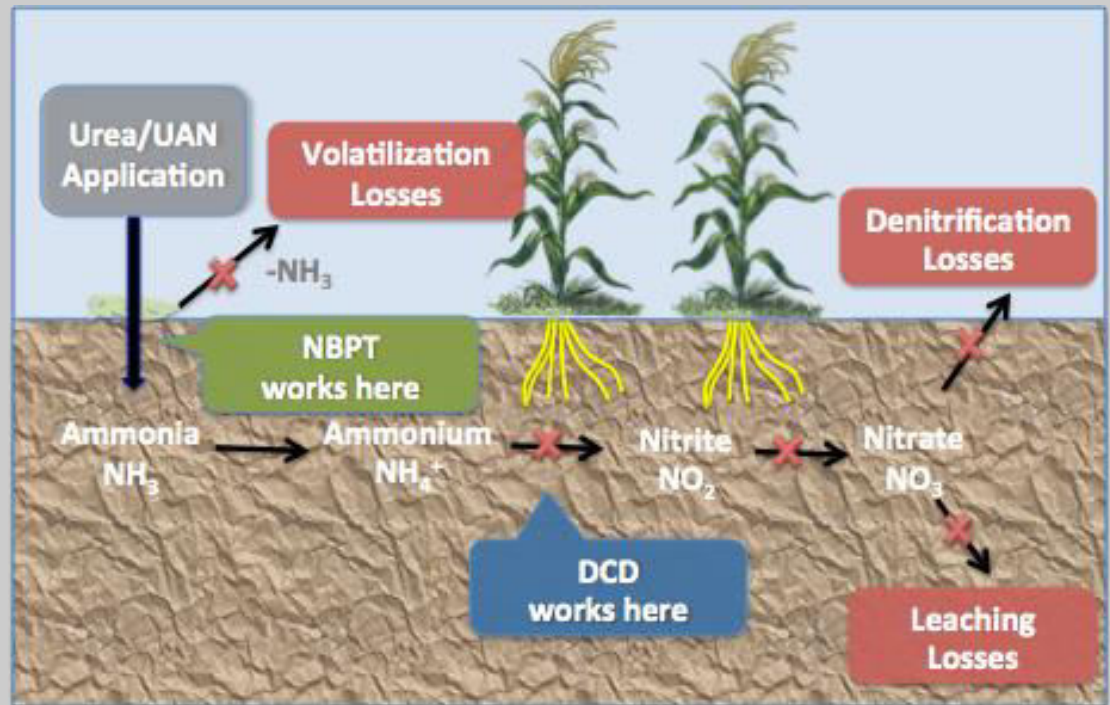 Urea/UAN
Application
Volatilization
Losses
-NH₃
Denitrification
Losses
NBPT
works here
Ammonia
NH₃
Ammonium
NH₄⁺
Nitrite
NO₂
Nitrate
NO₃
DCD
works here
Leaching
Losses